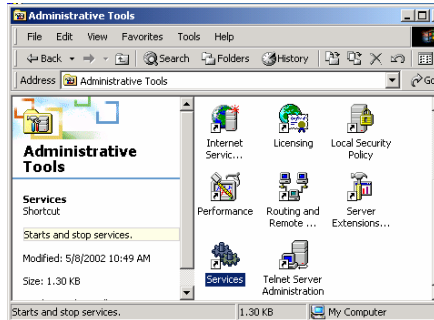 Administrative Tools
File Edit View Favorites Tools Help
Back Search Folders History
Address Administrative Tools
Administrative
Tools
Services
Shortcut
Starts and stop services.
Modified: 5/8/2002 10:49 AM
Size: 1.30 KB
Internet
Servic...
Licensing
Local Security
Policy
Performance
Routing and
Remote ...
Server
Extensions...
Services
Telnet Server
Administration
Starts and stop services. 1.30 KB My Computer